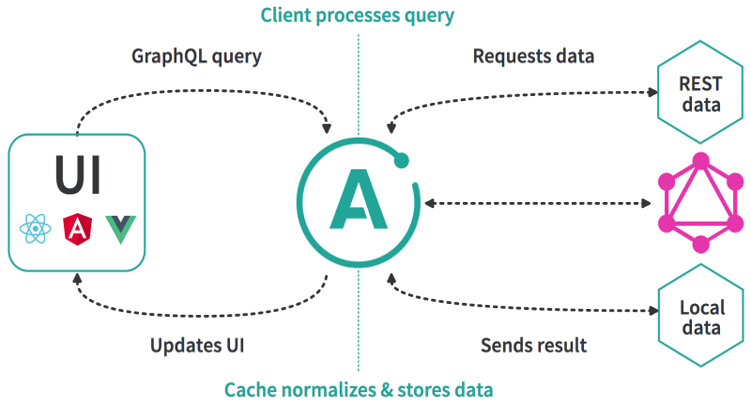 Client processes query
GraphQL query
Requests data
REST
data
UI
A
A
Local
data
Updates UI
Sends result
Cache normalizes & stores data